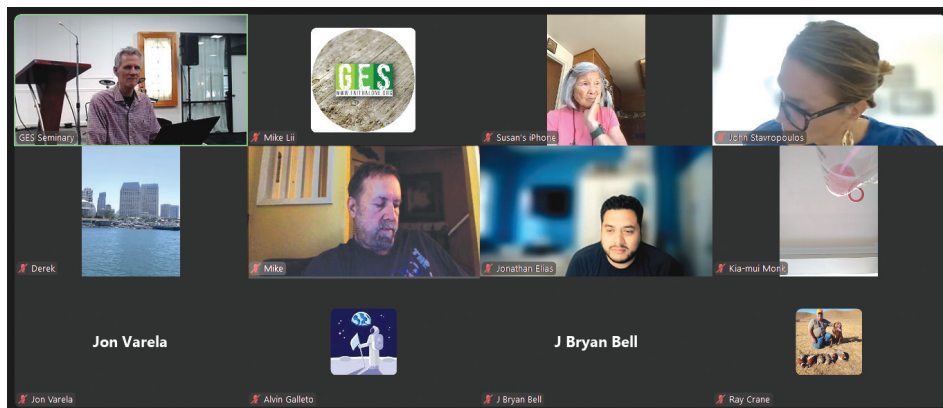 GES
WWW.FAITHALONE.ORG
GES Seminary
Mike Lii
Susan's iPhone
John Stavropoulos
Derek
Mike
Jonathan Elias
Kia-mui Monk
Jon Varela
Jon Varela
Alvin Galleto
J Bryan Bell
J Bryan Bell
Ray Crane